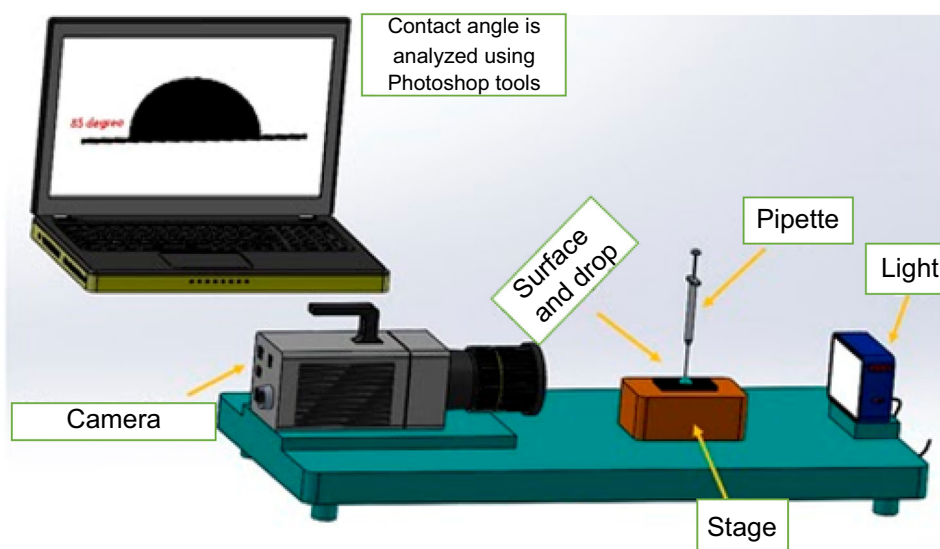 Contact angle is
analyzed using
Photoshop tools
85 degree
Pipette
Surface
and drop
Light
Camera
Stage